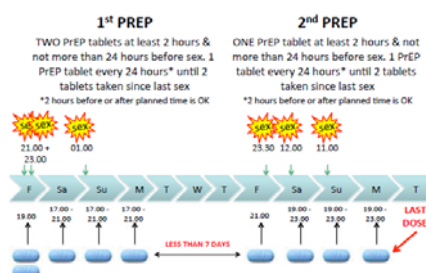 1st PREP
TWO PrEP tablets at least 2 hours &
not more than 24 hours before sex. 1
PrEP tablet every 24 hours* until 2
tablets taken since last sex
*2 hours before or after planned time is OK
2nd PREP
ONE PrEP tablet at least 2 hours & not
more than 24 hours before sex. 1 PrEP
tablet every 24 hours* until 2 tablets
taken since last sex
*2 hours before or after planned time is OK
sex sex sex
21.00 +
23.00
01.00
sex sex sex
23.30 12.00 11.00
F Sa Su M T W T F Sa Su M T
19.00
17.00 -
21.00
17.00 -
21.00
17.00 -
21.00
LESS THAN 7 DAYS
21.00
19.00 -
23.00
19.00 -
23.00
19.00 -
23.00
LAST
DOSE